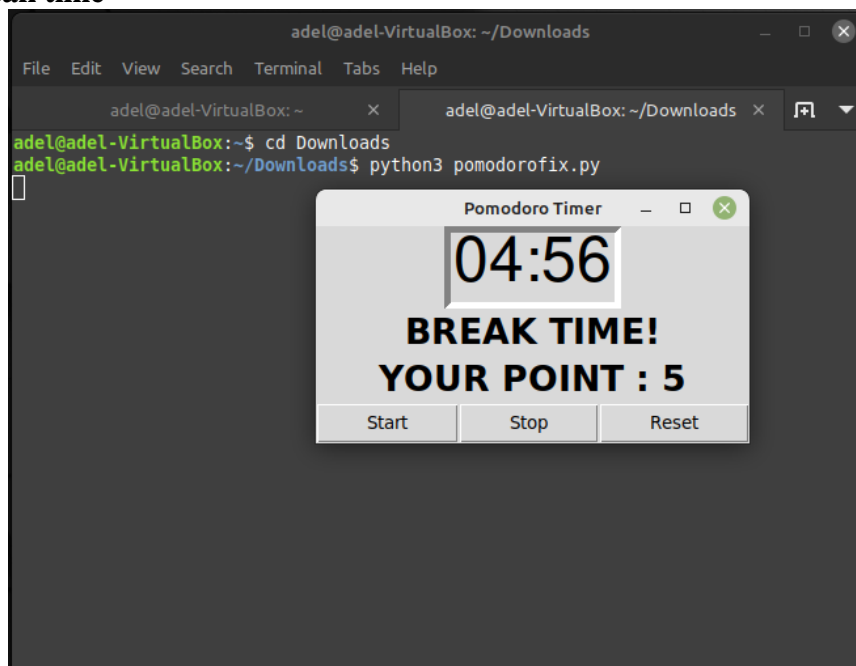 adel@adel-VirtualBox: ~/Downloads
File Edit View Search Terminal Tabs Help
adel@adel-VirtualBox: ~
adel@adel-VirtualBox: ~/Downloads
adel@adel-VirtualBox:~$ cd Downloads
adel@adel-VirtualBox:~/Downloads$ python3 pomodorofix.py
Pomodoro Timer
04:56
BREAK TIME!
YOUR POINT : 5
Start Stop Reset